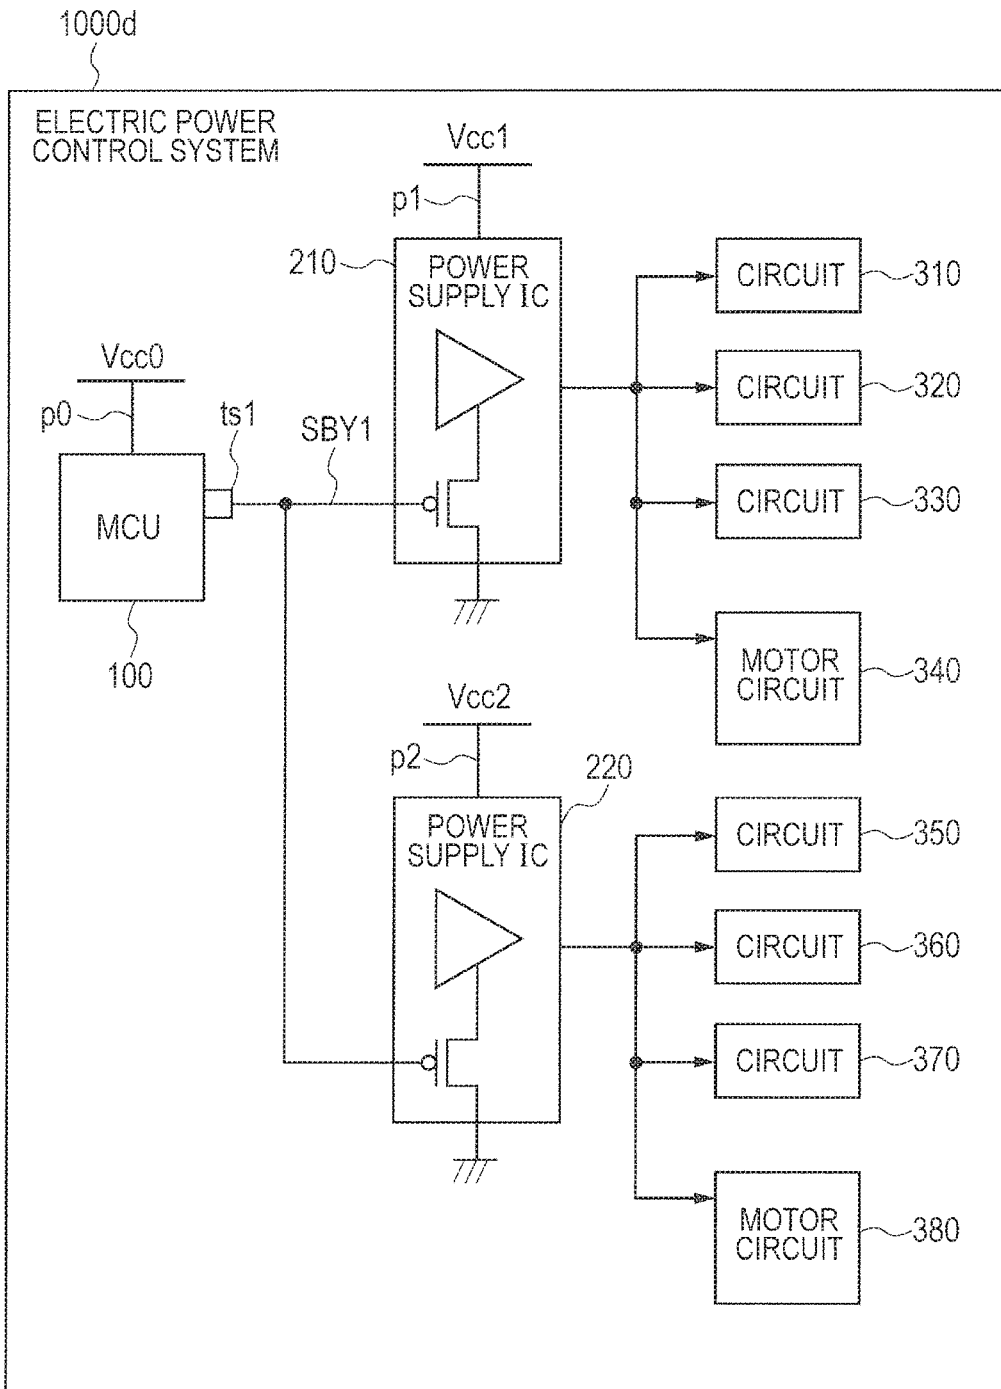 1000d
ELECTRIC POWER
CONTROL SYSTEM
Vcc1
p1
210
POWER
SUPPLY IC
CIRCUIT
310
Vcc0
p0
ts1
SBY1
CIRCUIT
320
MCU
CIRCUIT
330
100
MOTOR
CIRCUIT
340
Vcc2
p2
220
POWER
SUPPLY IC
CIRCUIT
350
CIRCUIT
360
CIRCUIT
370
MOTOR
CIRCUIT
380